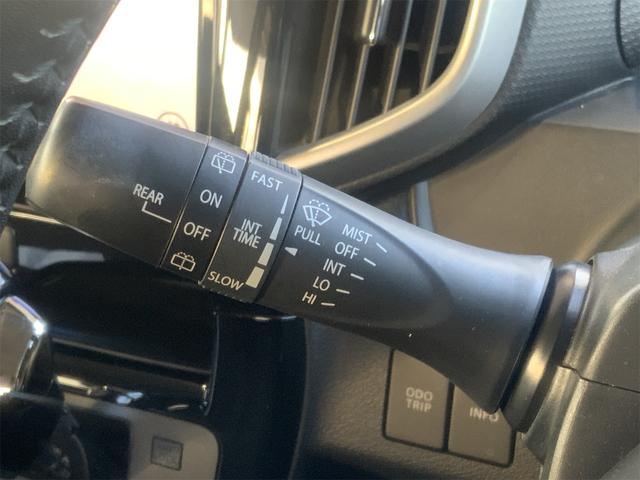 REAR
ON
OFF
FAST
INT
TIME
SLOW
PULL
MIST
OFF
INT
LO
HI
ODO
TRIP
INFO